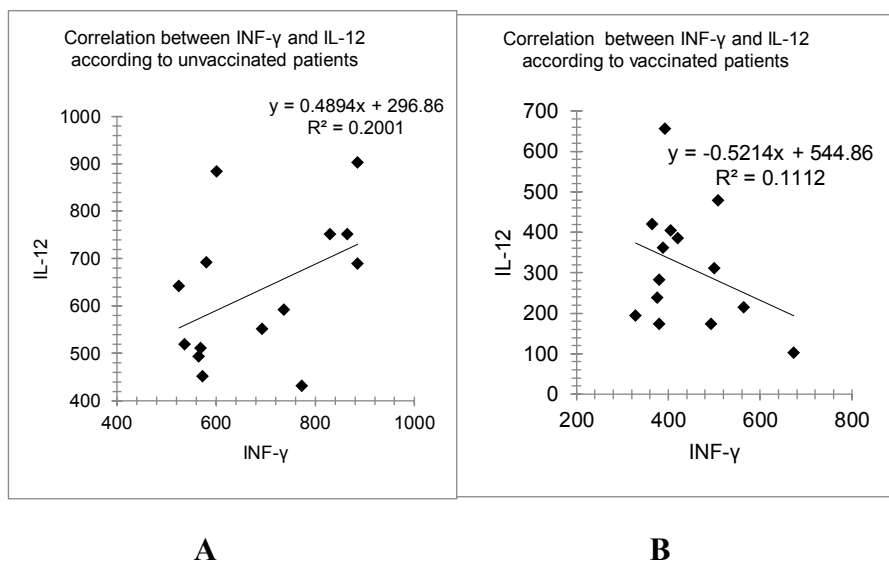 Correlation between INF-γ and IL-12
according to unvaccinated patients
y = 0.4894x + 296.86
R² = 0.2001
1000
900
800
700
600
500
400
IL-12
400 600 800 1000
INF-γ
A
Correlation between INF-γ and IL-12
according to vaccinated patients
y = -0.5214x + 544.86
R² = 0.1112
700
600
500
400
300
200
100
0
IL-12
200 400 600 800
INF-γ
B